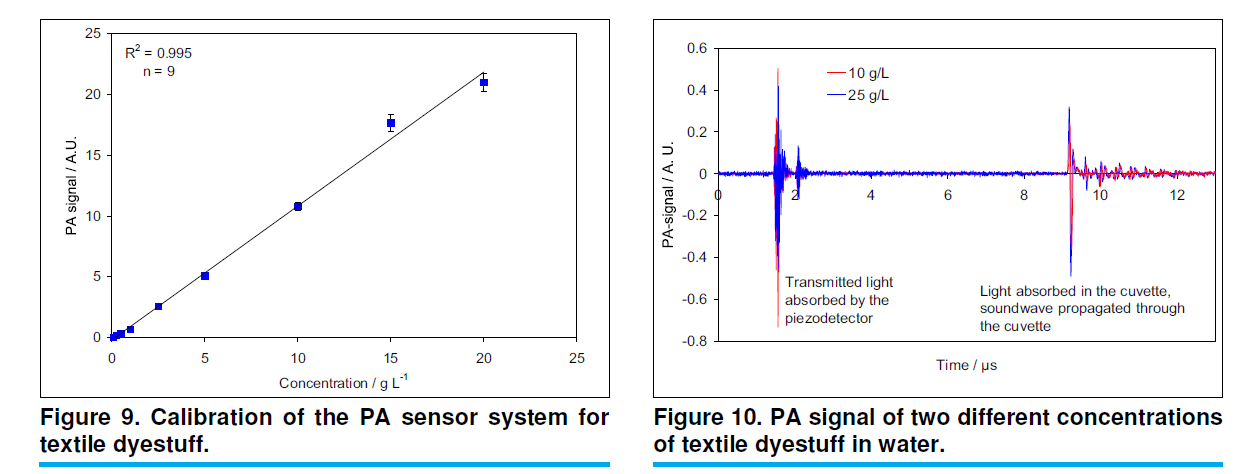 25
20
15
10
5
0
0 5 10 15 20 25
R² = 0.995
n = 9
PA signal / A.U.
Concentration / g L⁻¹
Figure 9. Calibration of the PA sensor system for
textile dyestuff.
0.6
0.4
0.2
0
-0.2
-0.4
-0.6
-0.8
0 2 4 6 8 10 12
10 g/L
25 g/L
PA-signal / A. U.
Transmitted light
absorbed by the
piezodetector
Light absorbed in the cuvette,
soundwave propagated through
the cuvette
Time / µs
Figure 10. PA signal of two different concentrations
of textile dyestuff in water.